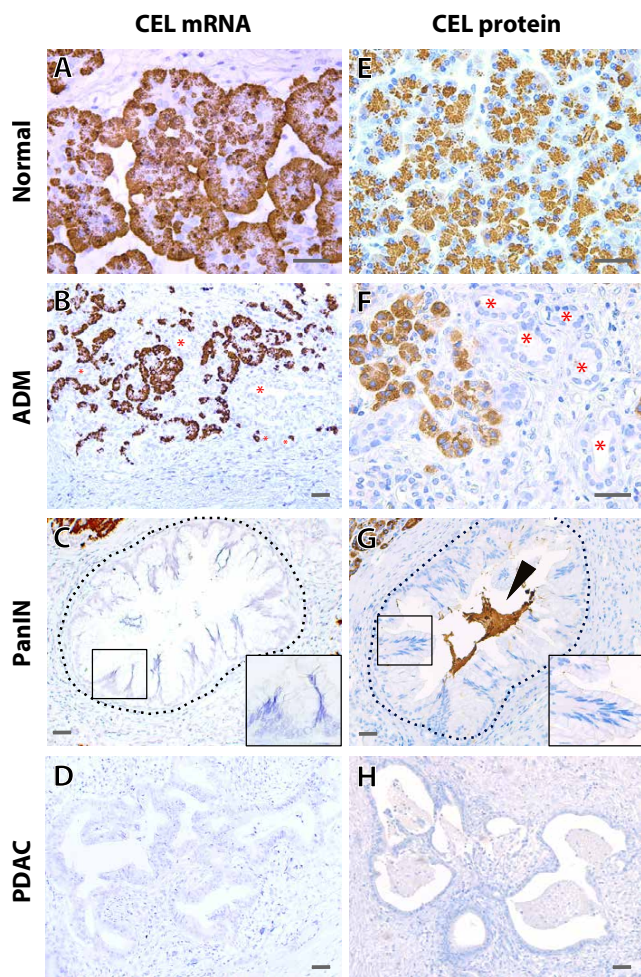 CEL mRNA
CEL protein
Normal
A
E
ADM
B
* * * * *
F
* * * * *
PanIN
C
G
PDAC
D
H